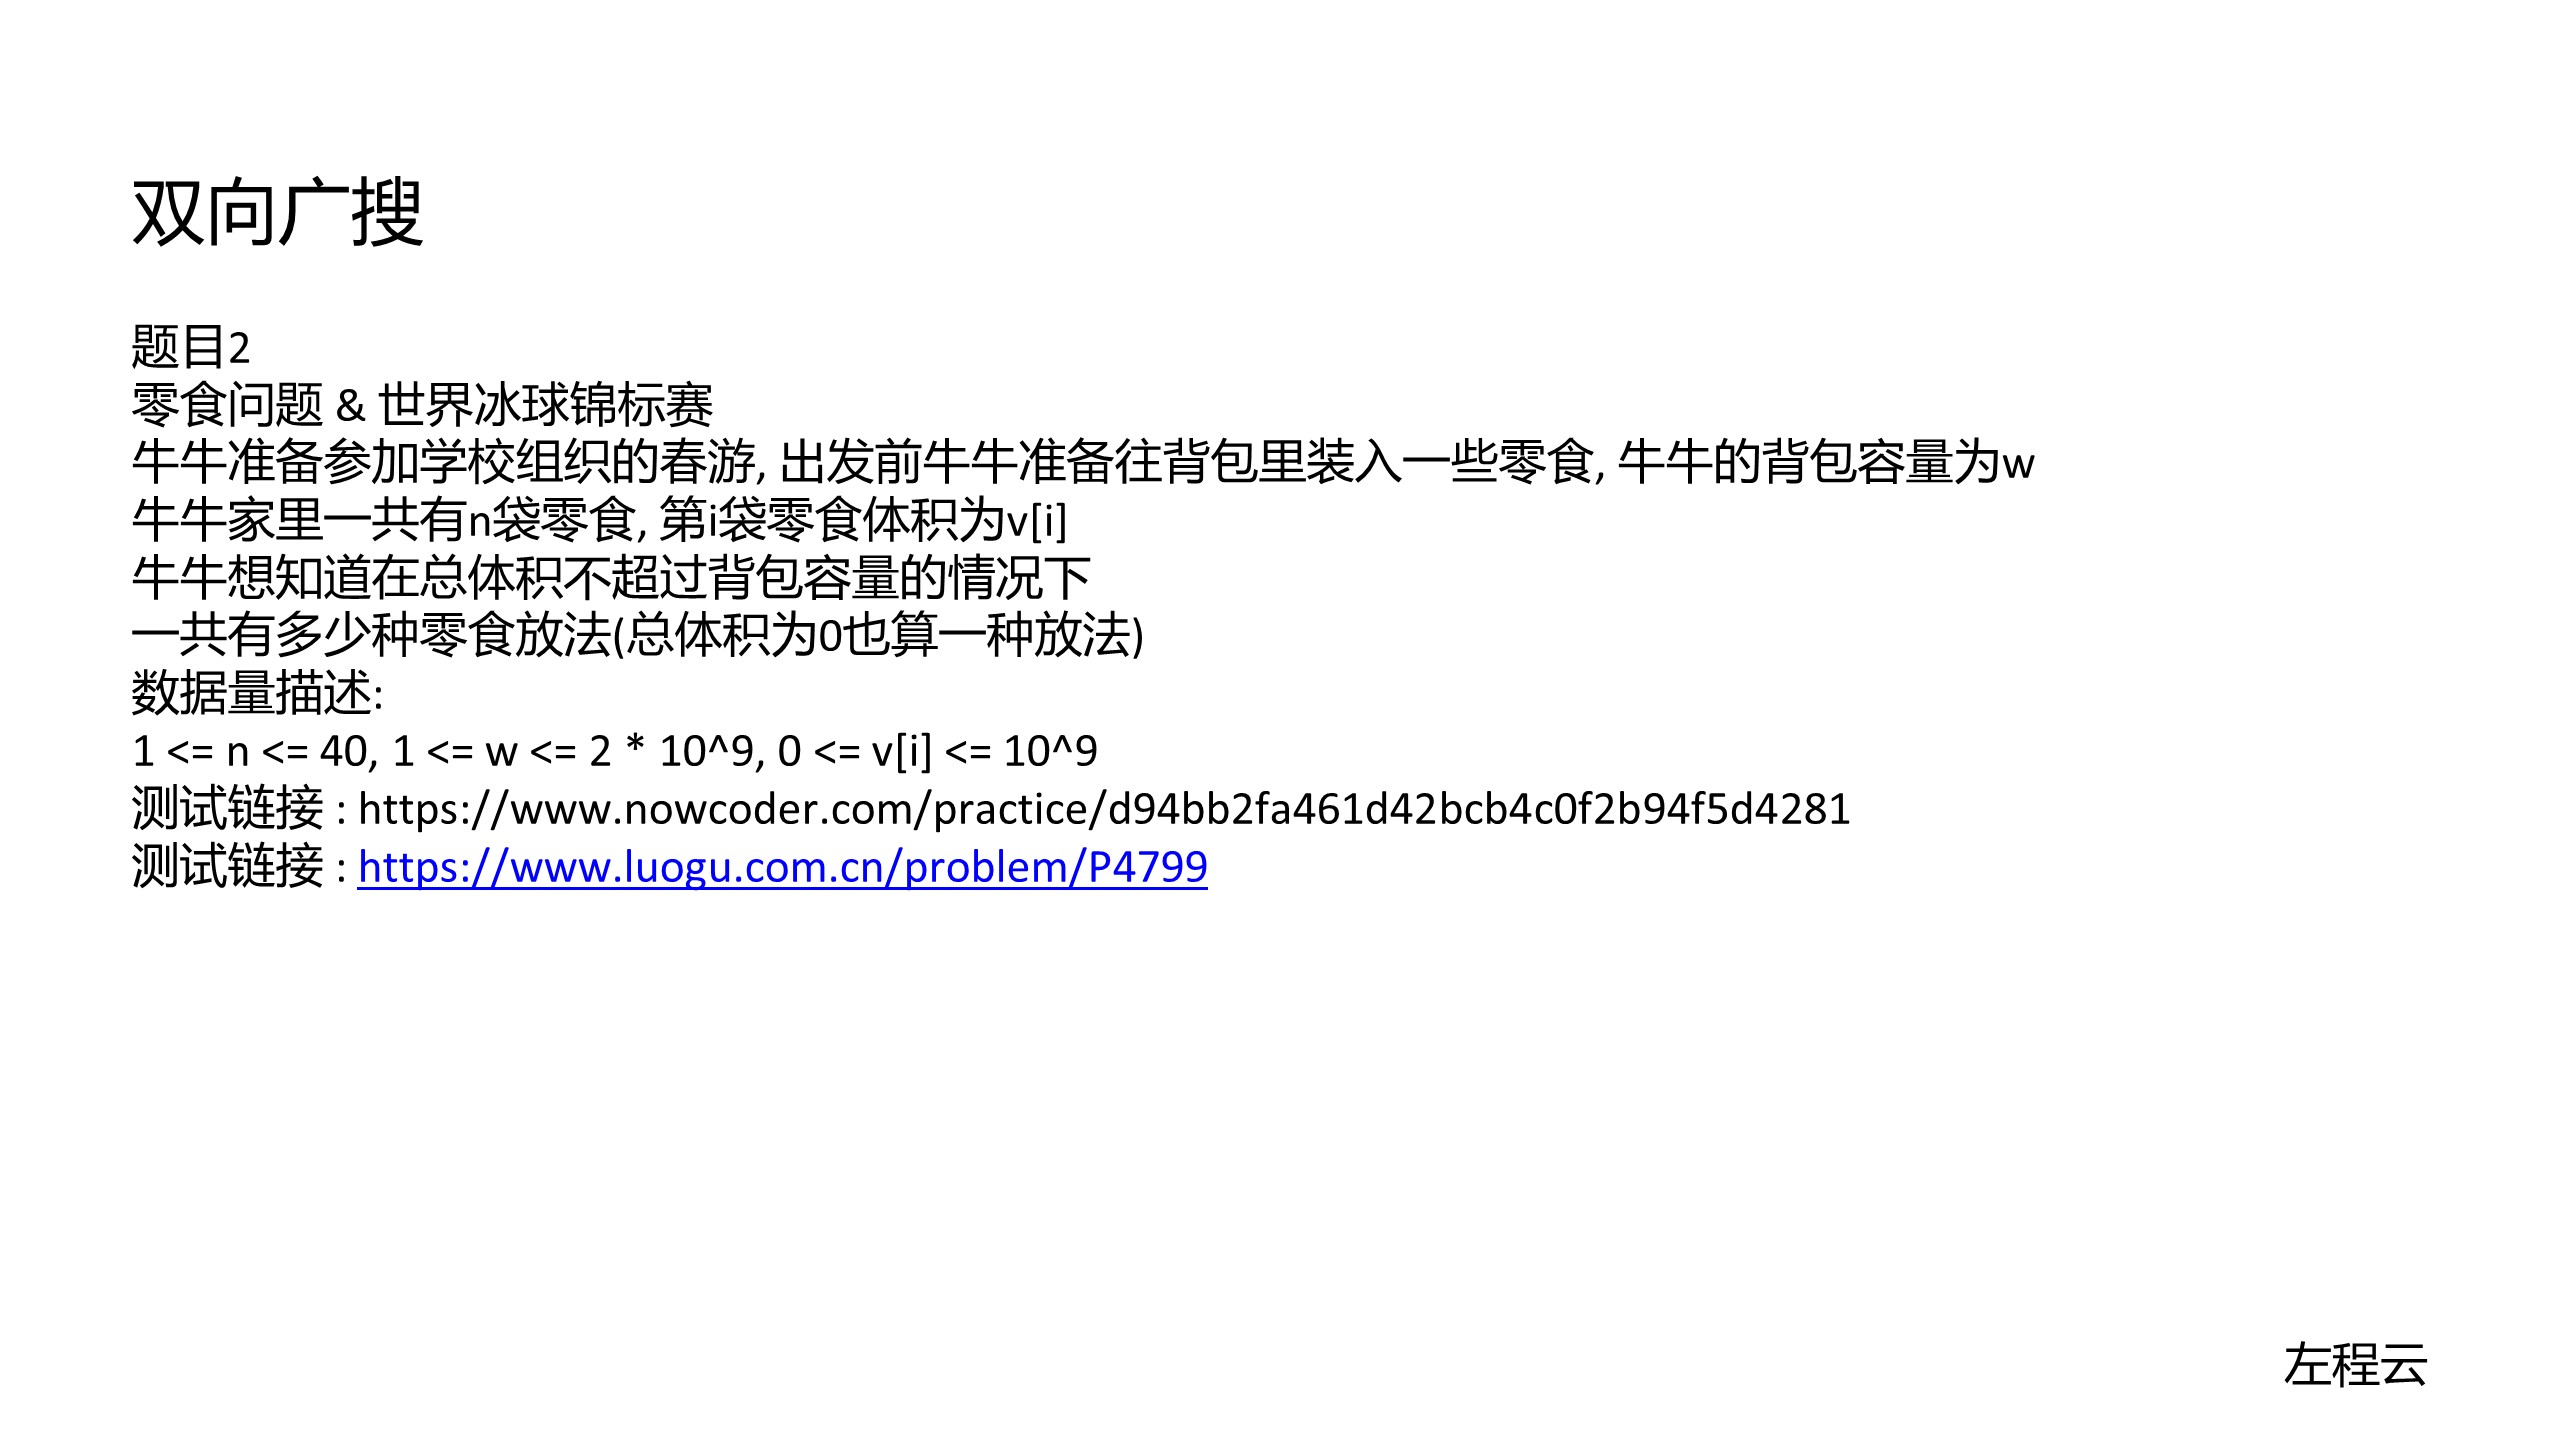 双向广搜
题目2
零食问题 & 世界冰球锦标赛
牛牛准备参加学校组织的春游, 出发前牛牛准备往背包里装入一些零食, 牛牛的背包容量为w
牛牛家里一共有n袋零食, 第i袋零食体积为v[i]
牛牛想知道在总体积不超过背包容量的情况下
一共有多少种零食放法(总体积为0也算一种放法)
数据量描述:
1 <= n <= 40, 1 <= w <= 2 * 10^9, 0 <= v[i] <= 10^9
测试链接 : https://www.nowcoder.com/practice/d94bb2fa461d42bcb4c0f2b94f5d4281
测试链接 : https://www.luogu.com.cn/problem/P4799
左程云